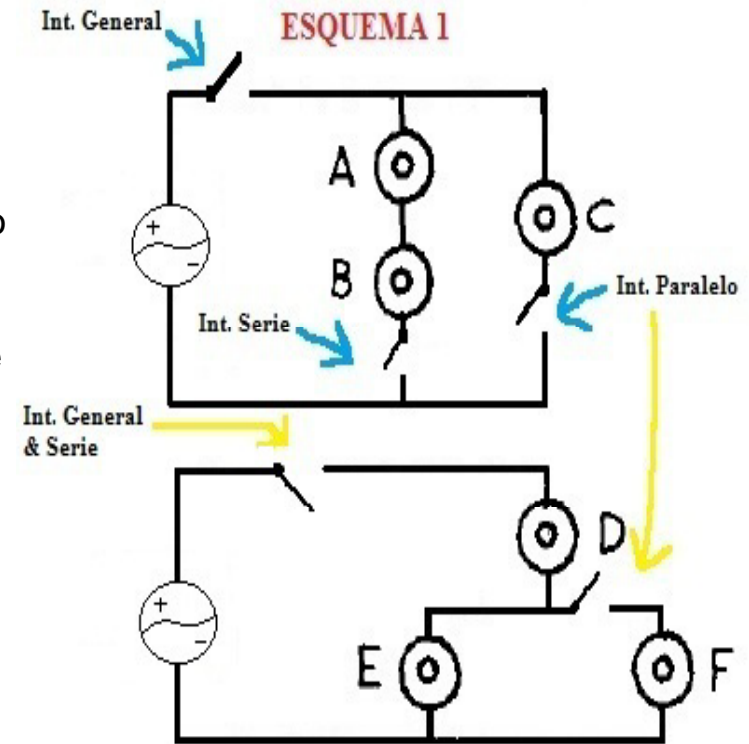 Int. General
ESQUEMA 1
A
C
B
+
-
Int. Paralelo
Int. Serie
Int. General
& Serie
D
+
-
E
F